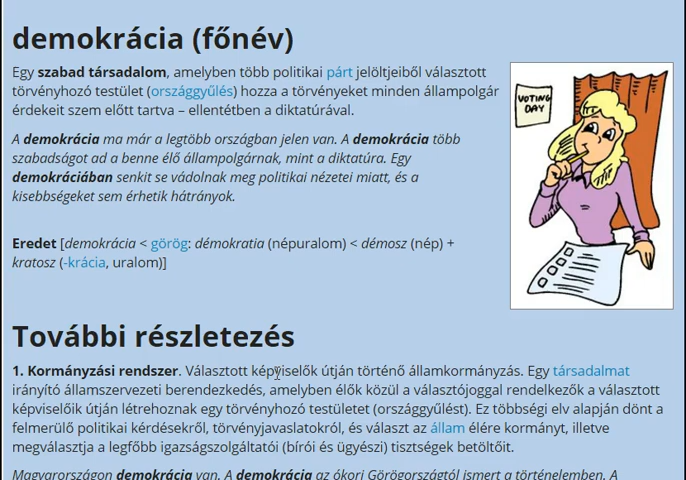 demokrácia (főnév)
Egy szabad társadalom, amelyben több politikai párt jelöltjeiből választott
törvényhozó testület (országgyűlés) hozza a törvényeket minden állampolgár
érdekeit szem előtt tartva – ellentétben a diktatúrával.
A demokrácia ma már a legtöbb országban jelen van. A demokrácia több
szabadságot ad a benne élő állampolgárnak, mint a diktatúra. Egy
demokráciában senkit se vádolnak meg politikai nézetei miatt, és a
kisebbségeket sem érhetik hátrányok.
VOTING
DAY
Eredet [demokrácia < görög: démokratia (népuralom) < démosz (nép) +
kratosz (-krácia, uralom)]
További részletezés
1. Kormányzási rendszer. Választott képviselők útján történő államkormányzás. Egy társadalmat
irányító államszervezeti berendezkedés, amelyben élők közül a választójoggal rendelkezők a választott
képviselőik útján létrehoznak egy törvényhozó testületet (országgyűlést). Ez többségi elv alapján dönt a
felmerülő politikai kérdésekről, törvényjavaslatokról, és választ az állam élére kormányt, illetve
megválasztja a legfőbb igazságszolgáltatói (bírói és ügyészi) tisztségek betöltőit.
Magyarországon demokrácia van. A demokrácia az ókori Görögországtól ismert a történelemben. A